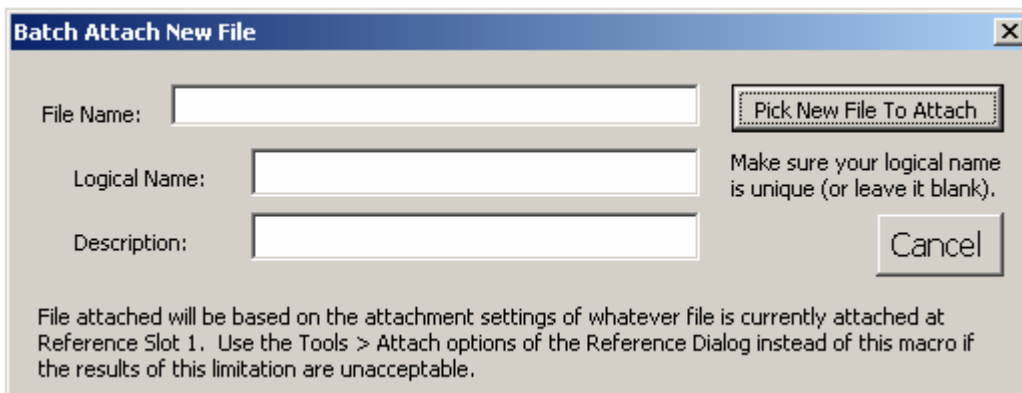 Batch Attach New File
File Name:
Pick New File To Attach
Logical Name:
Make sure your logical name
is unique (or leave it blank).
Description:
Cancel
File attached will be based on the attachment settings of whatever file is currently attached at
Reference Slot 1.  Use the Tools > Attach options of the Reference Dialog instead of this macro if
the results of this limitation are unacceptable.